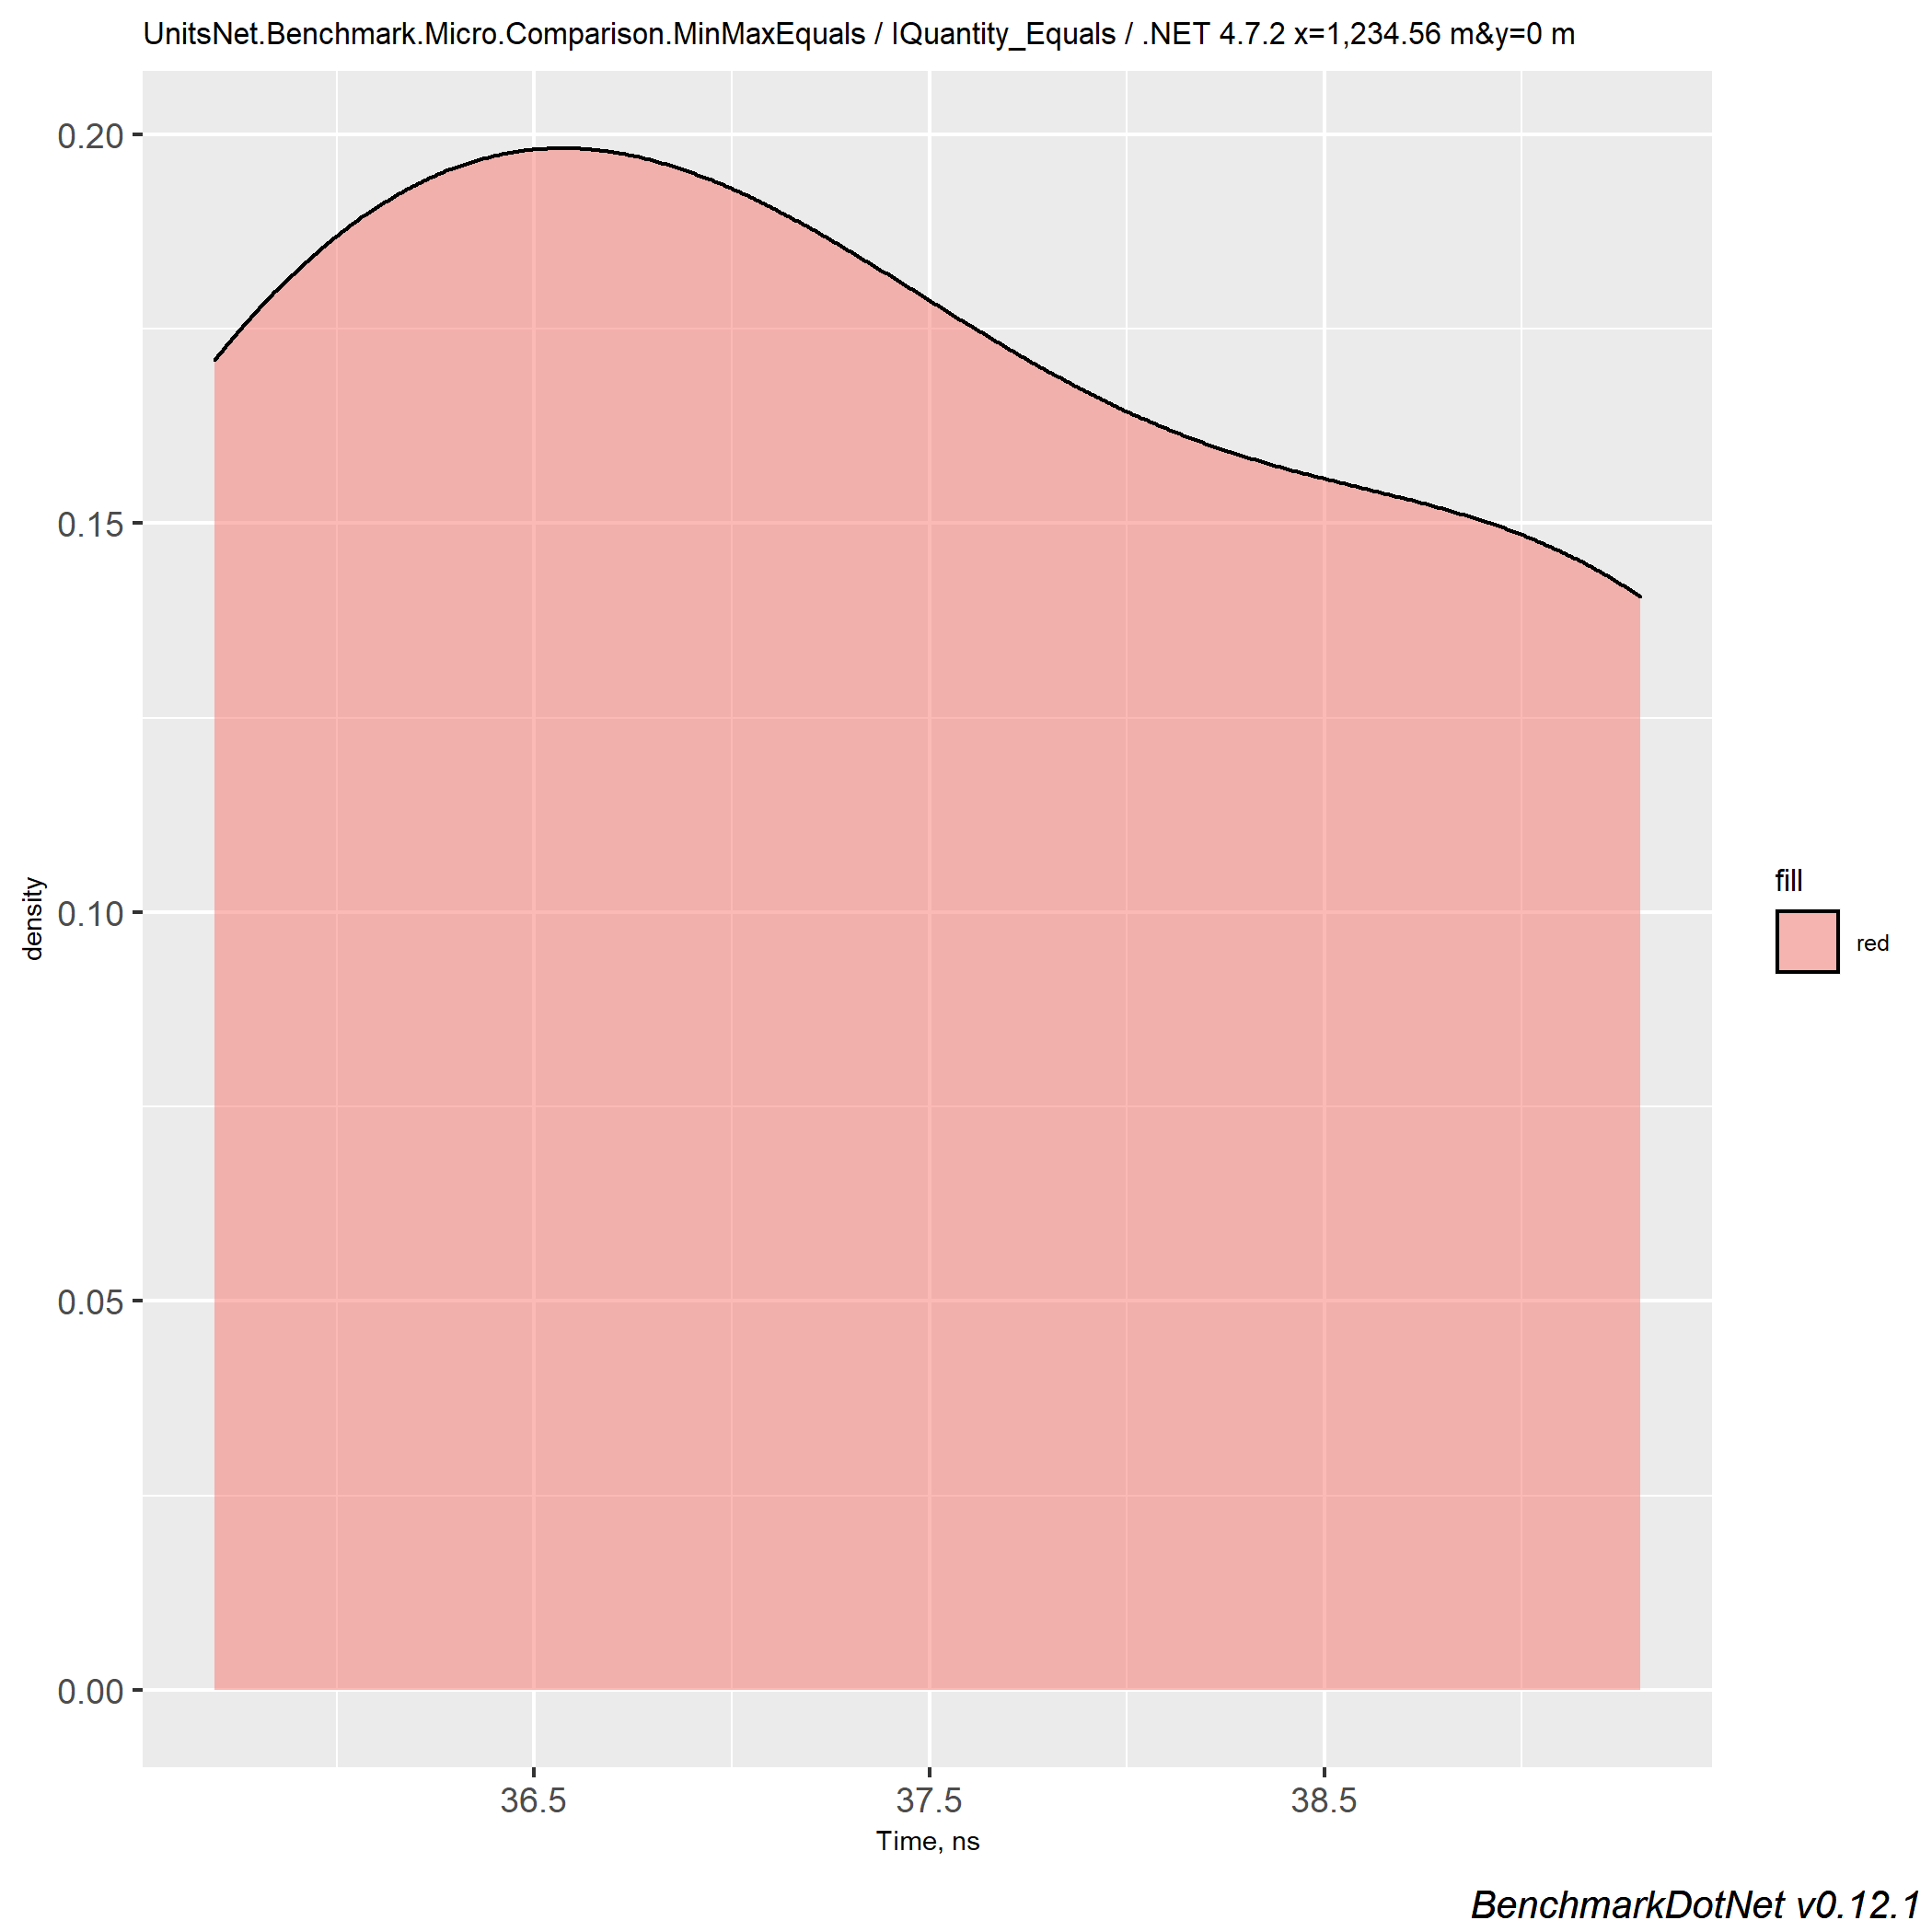 UnitsNet.Benchmark.Micro.Comparison.MinMaxEquals / IQuantity_Equals / .NET 4.7.2 x=1,234.56 m&y=0 m
0.20
0.15
0.10
0.05
0.00
density
36.5
37.5
38.5
Time, ns
fill
red
BenchmarkDotNet v0.12.1